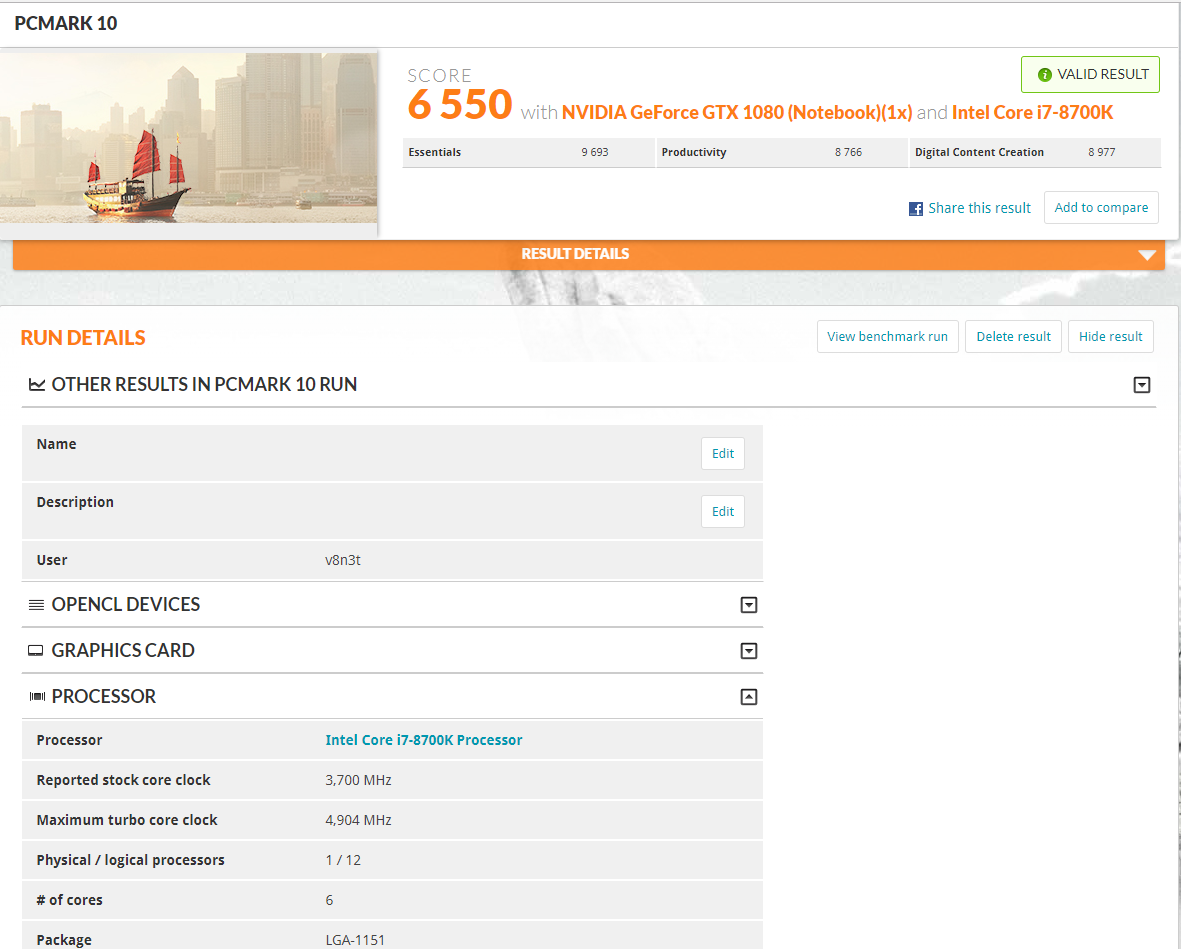 PCMARK 10
SCORE
6 550 with NVIDIA GeForce GTX 1080 (Notebook)(1x) and Intel Core i7-8700K
VALID RESULT
Essentials 9 693 Productivity 8 766 Digital Content Creation 8 977
Share this result Add to compare
RESULT DETAILS
RUN DETAILS View benchmark run Delete result Hide result
OTHER RESULTS IN PCMARK 10 RUN
Name Edit
Description Edit
User v8n3t
OPENCL DEVICES
GRAPHICS CARD
PROCESSOR
Processor Intel Core i7-8700K Processor
Reported stock core clock 3,700 MHz
Maximum turbo core clock 4,904 MHz
Physical / logical processors 1 / 12
# of cores 6
Package LGA-1151